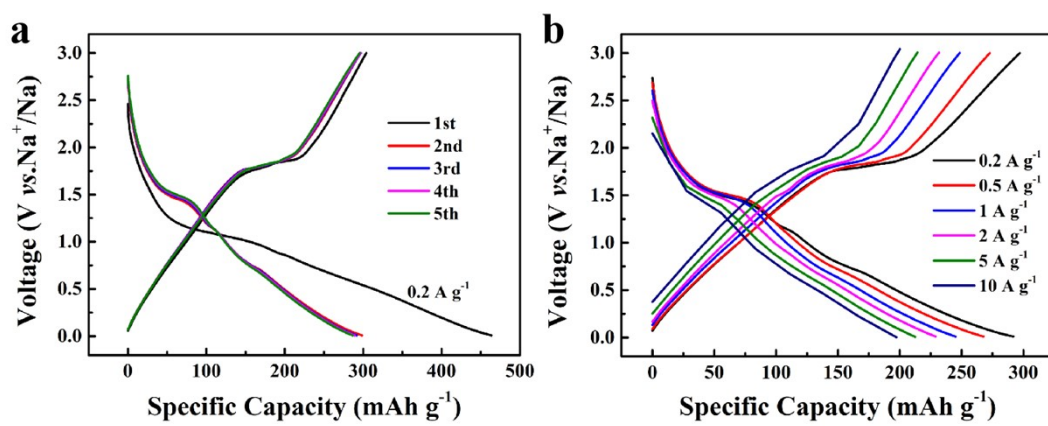 a
Voltage (V vs.Na⁺/Na)
3.0
2.5
2.0
1.5
1.0
0.5
0.0
1st
2nd
3rd
4th
5th
0.2 A g⁻¹
0 100 200 300 400 500
Specific Capacity (mAh g⁻¹)
b
Voltage (V vs.Na⁺/Na)
3.0
2.5
2.0
1.5
1.0
0.5
0.0
0.2 A g⁻¹
0.5 A g⁻¹
1 A g⁻¹
2 A g⁻¹
5 A g⁻¹
10 A g⁻¹
0 50 100 150 200 250 300
Specific Capacity (mAh g⁻¹)